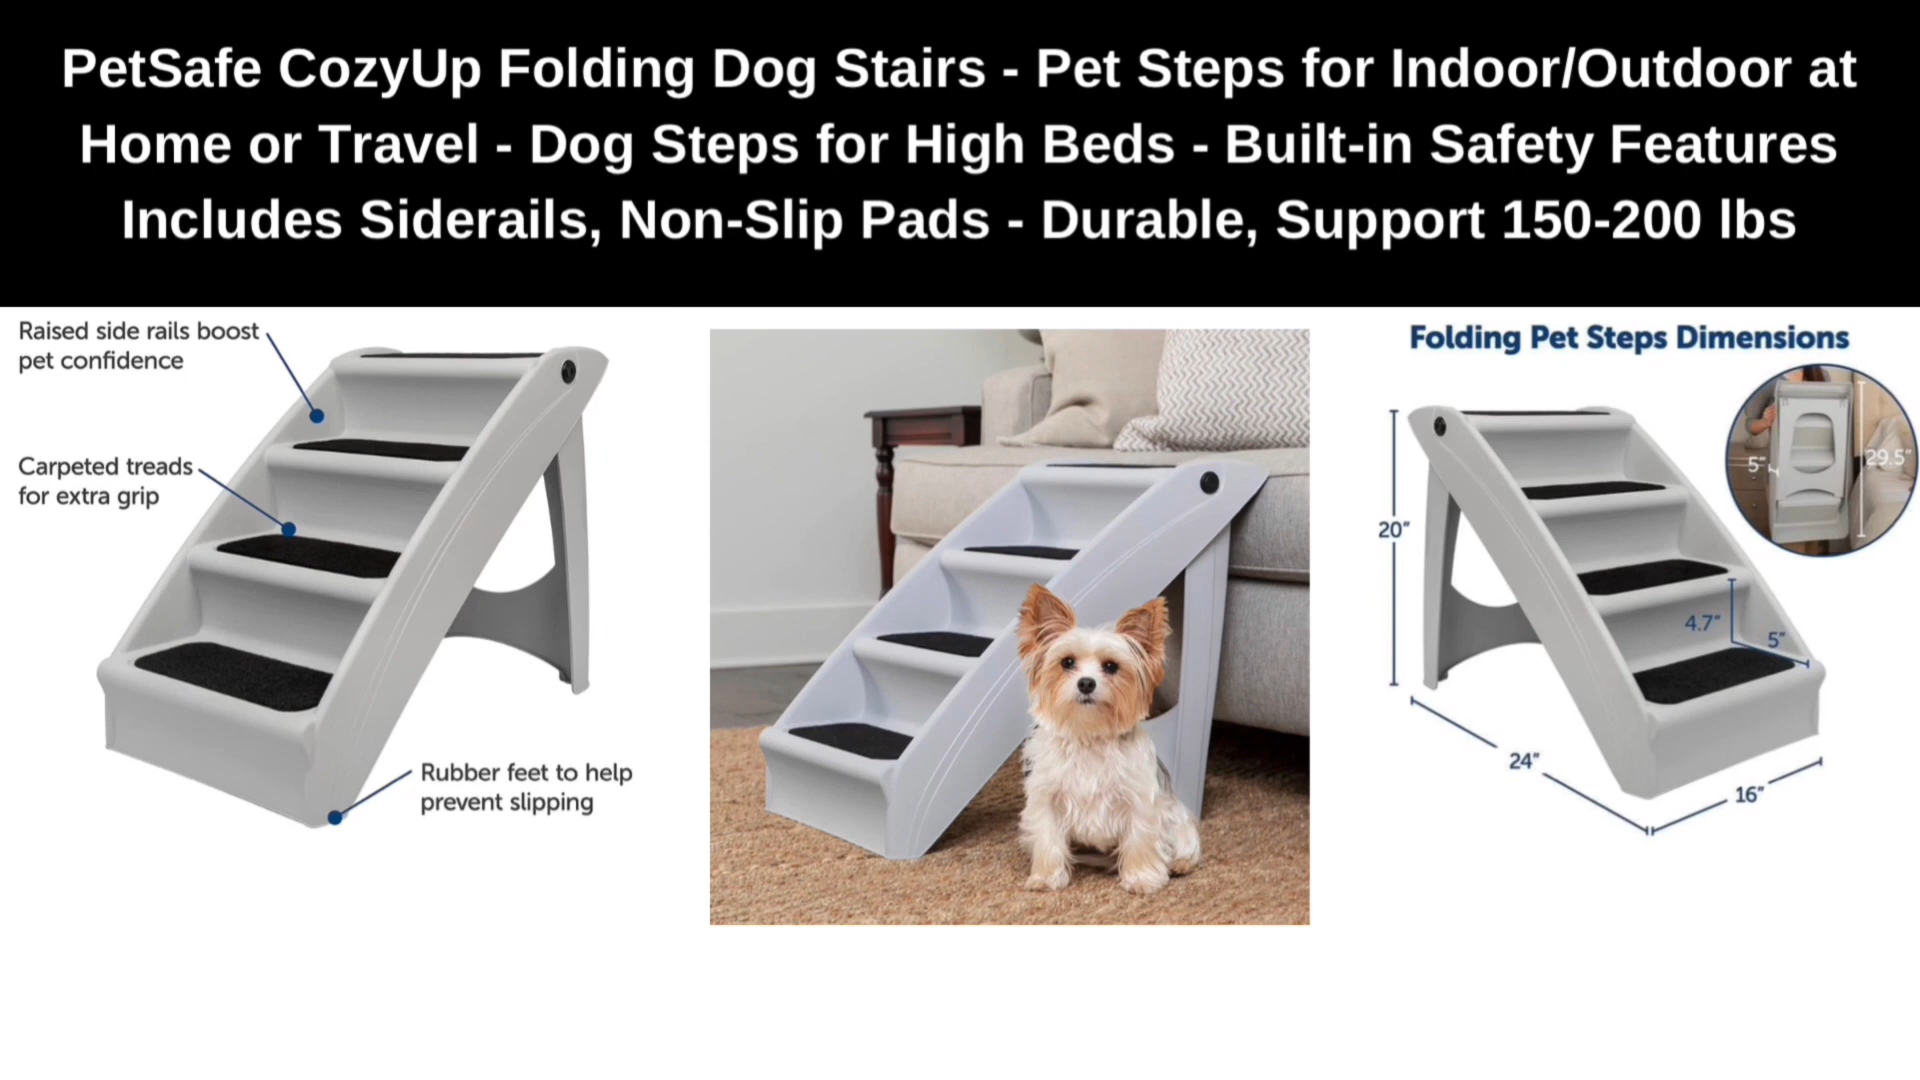 PetSafe CozyUp Folding Dog Stairs - Pet Steps for Indoor/Outdoor at
Home or Travel - Dog Steps for High Beds - Built-in Safety Features
Includes Siderails, Non-Slip Pads - Durable, Support 150-200 lbs
Raised side rails boost
pet confidence
Carpeted treads
for extra grip
Rubber feet to help
prevent slipping
Folding Pet Steps Dimensions
5"
29.5"
20"
4.7"
5"
24"
16"